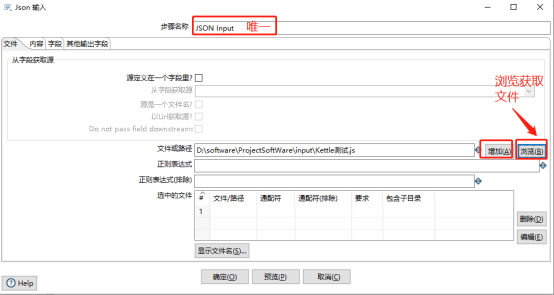 Json 输入
步骤名称 JSON Input 唯一
文件 内容 字段 其他输出字段
从字段获取源
源定义在一个字段里?
从字段获取源
源是一个文件名?
以Url获取源?
Do not pass field downstream:
浏览获取
文件
文件或路径 D:\software\ProjectSoftWare\input\Kettle测试.js 增加(A) 浏览(B)
正则表达式
正则表达式(排除)
选中的文件 # 文件/路径 通配符 通配符(排除) 要求 包含子目录
1
删除(D)
编辑(E)
显示文件名(S)...
确定(O) 预览(P) 取消(C)
Help